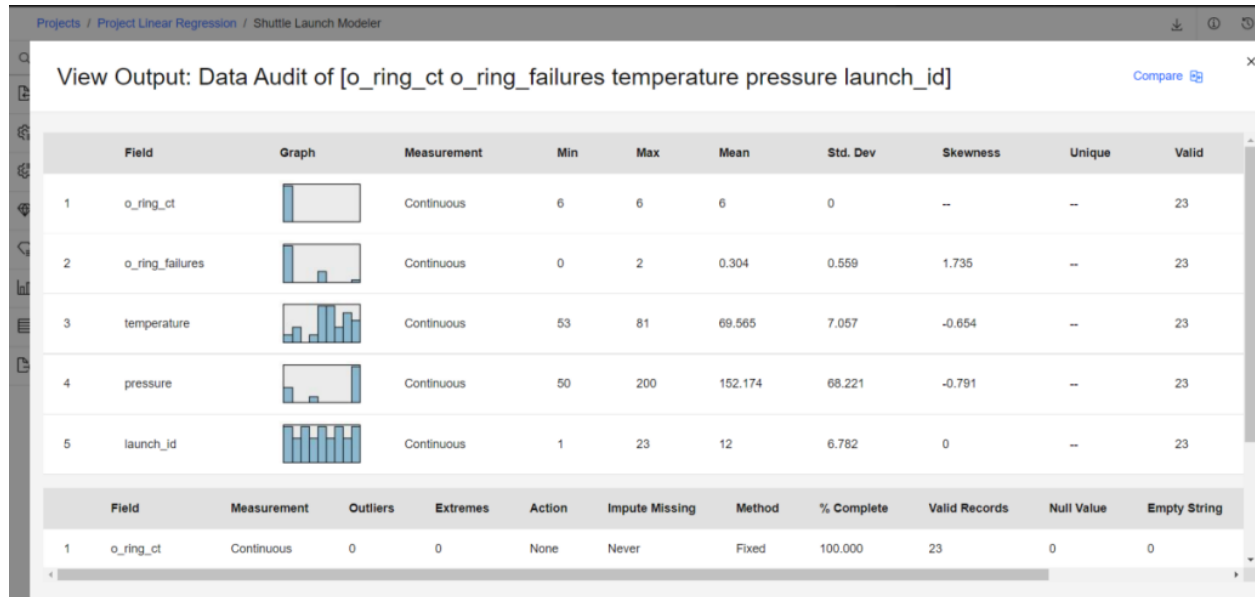 Projects / Project Linear Regression / Shuttle Launch Modeler
View Output: Data Audit of [o_ring_ct o_ring_failures temperature pressure launch_id]
Compare
Field Graph Measurement Min Max Mean Std. Dev Skewness Unique Valid
1 o_ring_ct Continuous 6 6 6 0 -- -- 23
2 o_ring_failures Continuous 0 2 0.304 0.559 1.735 -- 23
3 temperature Continuous 53 81 69.565 7.057 -0.654 -- 23
4 pressure Continuous 50 200 152.174 68.221 -0.791 -- 23
5 launch_id Continuous 1 23 12 6.782 0 -- 23
Field Measurement Outliers Extremes Action Impute Missing Method % Complete Valid Records Null Value Empty String
1 o_ring_ct Continuous 0 0 None Never Fixed 100.000 23 0 0